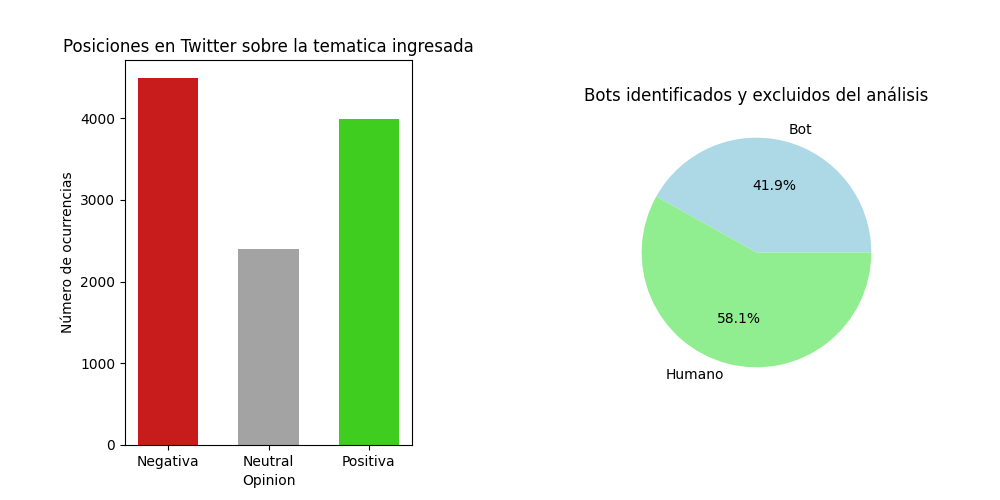 Posiciones en Twitter sobre la tematica ingresada
Número de ocurrencias
4000
3000
2000
1000
0
Negativa
Neutral
Positiva
Opinion
Bots identificados y excluidos del análisis
Bot
41.9%
58.1%
Humano